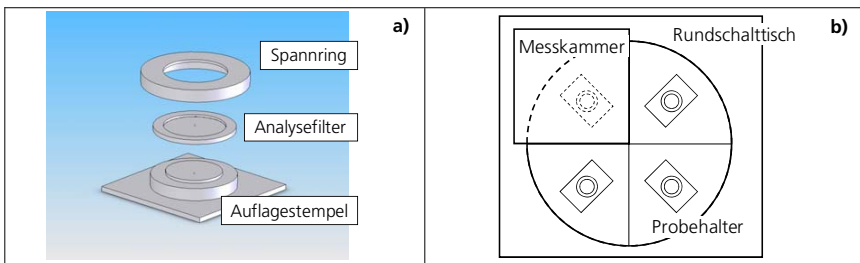 a)
Spannring
Analysefilter
Auflagestempel
b)
Rundschalttisch
Messkammer
Probehalter